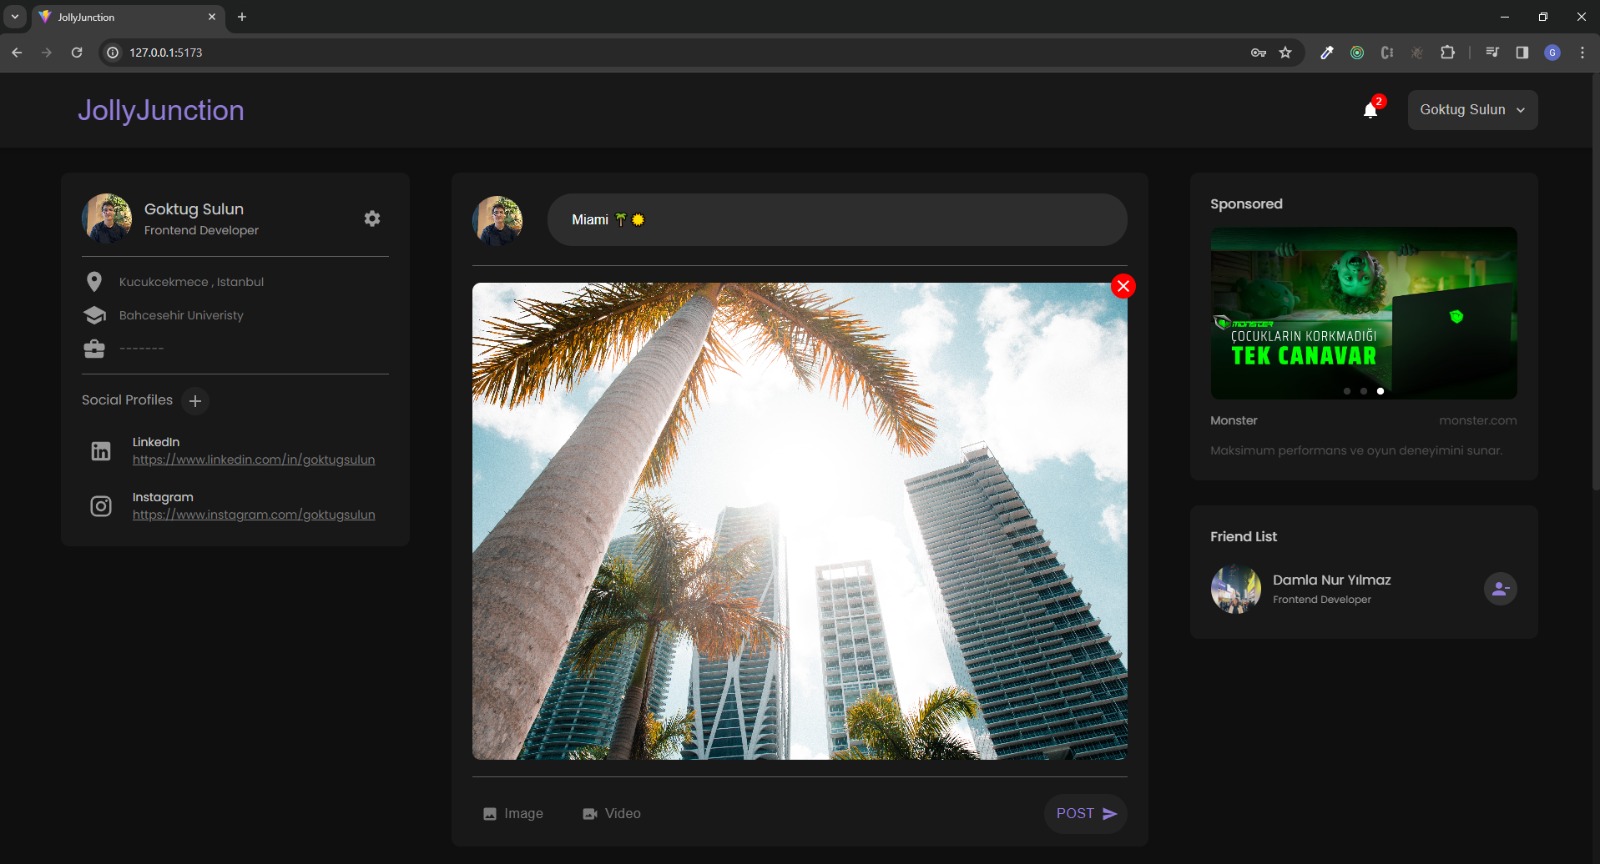 JollyJunction
127.0.0.1:5173
G
JollyJunction
2
Goktug Sulun
Goktug Sulun
Frontend Developer
Kucukcekmece , Istanbul
Bahcesehir Univeristy
-------
Social Profiles
LinkedIn
https://www.linkedin.com/in/goktugsulun
Instagram
https://www.instagram.com/goktugsulun
Miami 🌴 🌞
Image
Video
POST
Sponsored
MONSTER
ÇOCUKLARIN KORKMADIĞI
TEK CANAVAR
Monster
monster.com
Maksimum performans ve oyun deneyimini sunar.
Friend List
Damla Nur Yılmaz
Frontend Developer